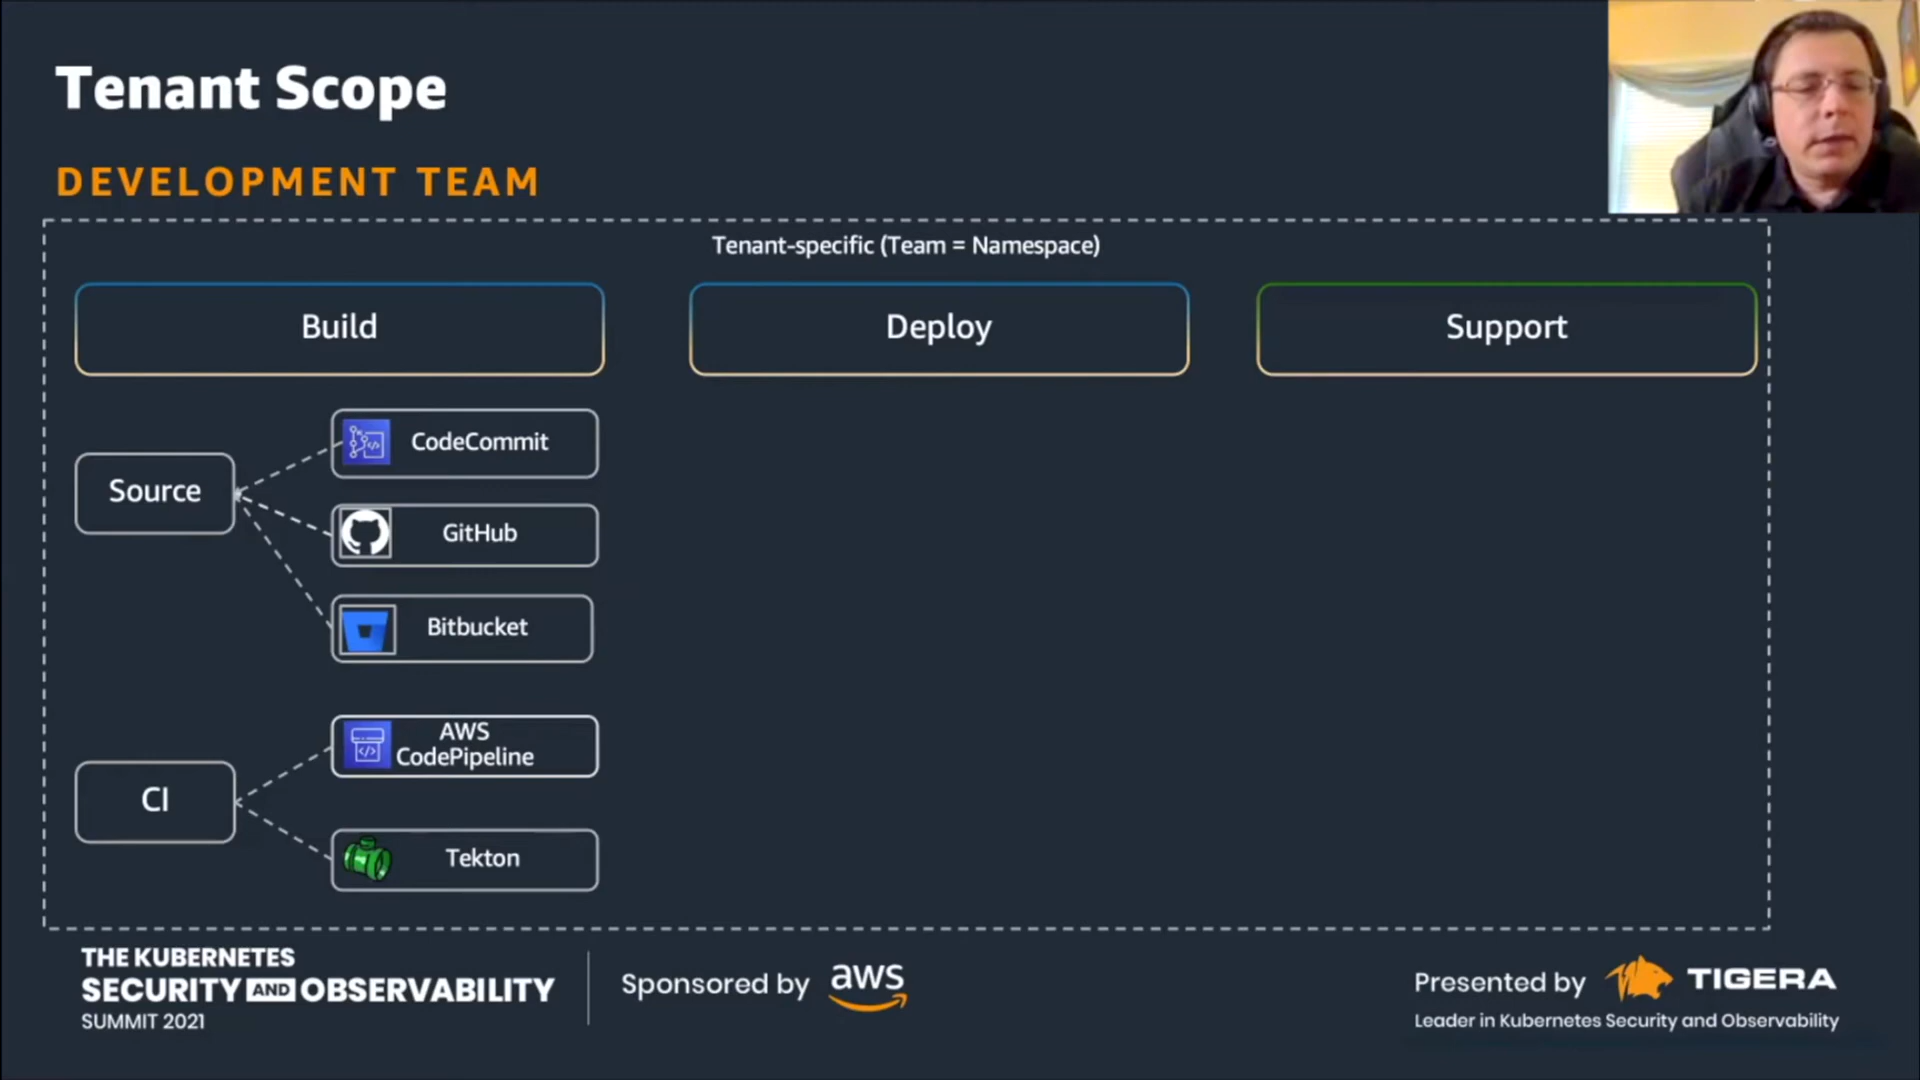 Tenant Scope
DEVELOPMENT TEAM
Tenant-specific (Team = Namespace)
Build
Deploy
Support
Source
CodeCommit
GitHub
Bitbucket
CI
AWS
CodePipeline
Tekton
THE KUBERNETES
SECURITY AND OBSERVABILITY
SUMMIT 2021
Sponsored by aws
Presented by TIGERA
Leader in Kubernetes Security and Observability